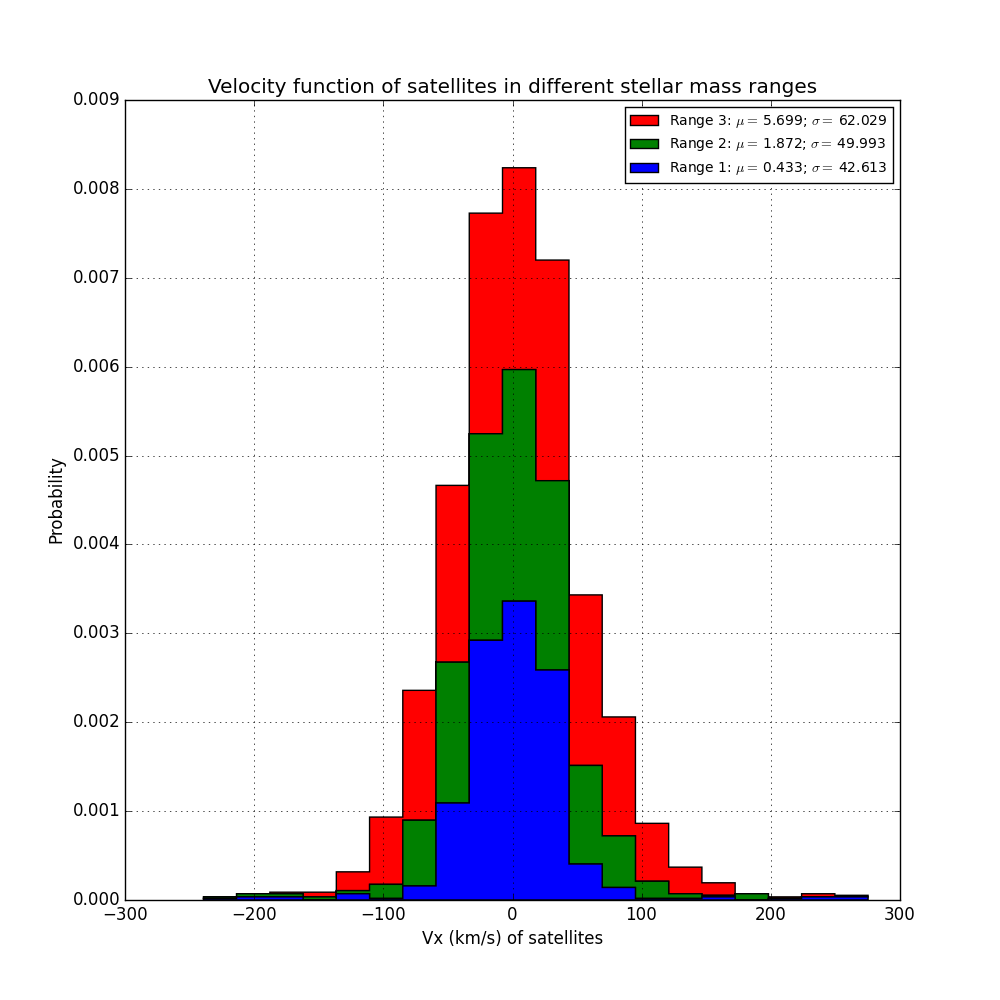 Velocity function of satellites in different stellar mass ranges
0.009
0.008
0.007
0.006
0.005
0.004
0.003
0.002
0.001
0.000
Probability
Range 3: μ = 5.699; σ = 62.029
Range 2: μ = 1.872; σ = 49.993
Range 1: μ = 0.433; σ = 42.613
−300 −200 −100 0 100 200 300
Vx (km/s) of satellites